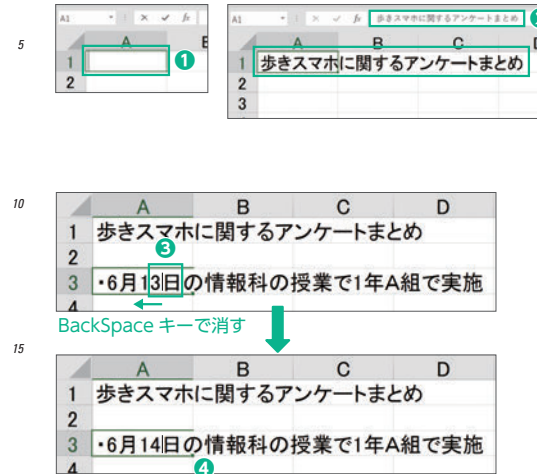 5
A1 × ✓ fx
A
1 ❶
2
A1 × ✓ fx 歩きスマホに関するアンケートまとめ
A B C
1 歩きスマホに関するアンケートまとめ
2
3
10
A B C D
1 歩きスマホに関するアンケートまとめ
2 ❸
3 ・6月13日の情報科の授業で1年A組で実施
4
BackSpace キーで消す
15
A B C D
1 歩きスマホに関するアンケートまとめ
2
3 ・6月14日の情報科の授業で1年A組で実施
4 ❹